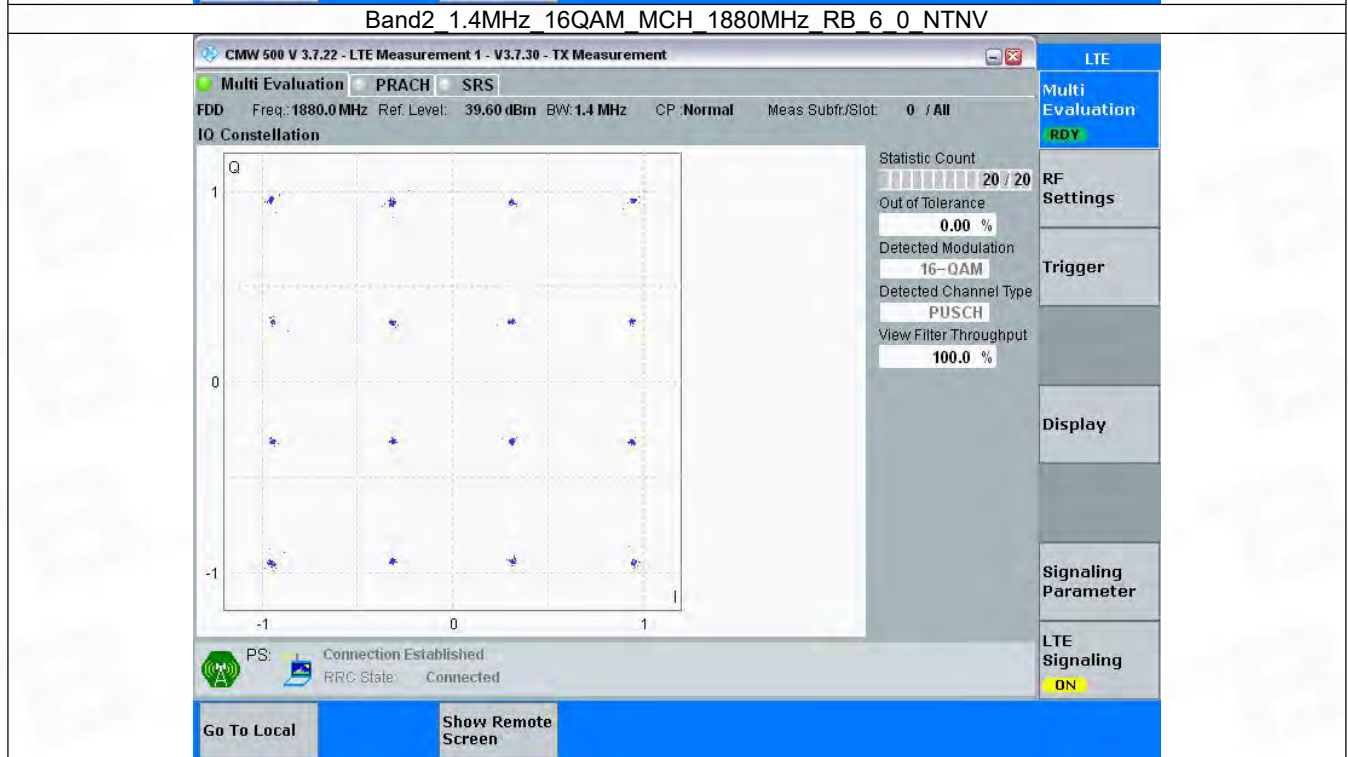 Band2_1.4MHz_16QAM_MCH_1880MHz_RB_6_0_NTNV
CMW 500 V 3.7.22 - LTE Measurement 1 - V3.7.30 - TX Measurement
LTE
Multi Evaluation PRACH SRS
FDD Freq.: 1880.0 MHz Ref. Level: 39.60 dBm BW: 1.4 MHz CP :Normal Meas Subfr./Slot: 0 / All
IQ Constellation
Q
1
0
-1
I
-1 0 1
Statistic Count
20 / 20
Out of Tolerance
0.00 %
Detected Modulation
16-QAM
Detected Channel Type
PUSCH
View Filter Throughput
100.0 %
Multi
Evaluation
RDY
RF
Settings
Trigger
Display
Signaling
Parameter
LTE
Signaling
ON
PS: Connection Established
RRC State: Connected
Go To Local
Show Remote
Screen